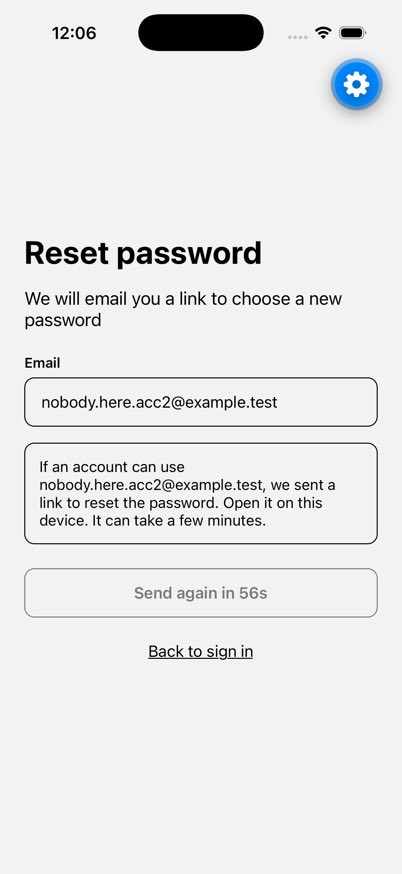 12:06
Reset password
We will email you a link to choose a new
password
Email
nobody.here.acc2@example.test
If an account can use
nobody.here.acc2@example.test, we sent a
link to reset the password. Open it on this
device. It can take a few minutes.
Send again in 56s
Back to sign in